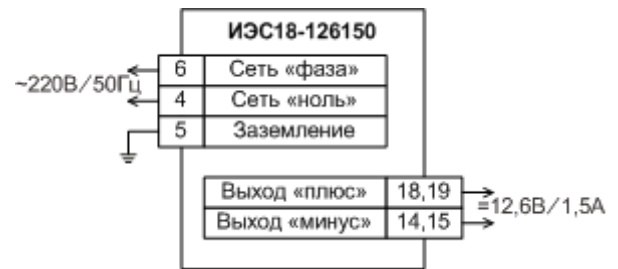 ИЭС18-126150
~220В/50Гц
6 Сеть «фаза»
4 Сеть «ноль»
5 Заземление
Выход «плюс» 18,19
Выход «минус» 14,15
=12,6В/1,5А